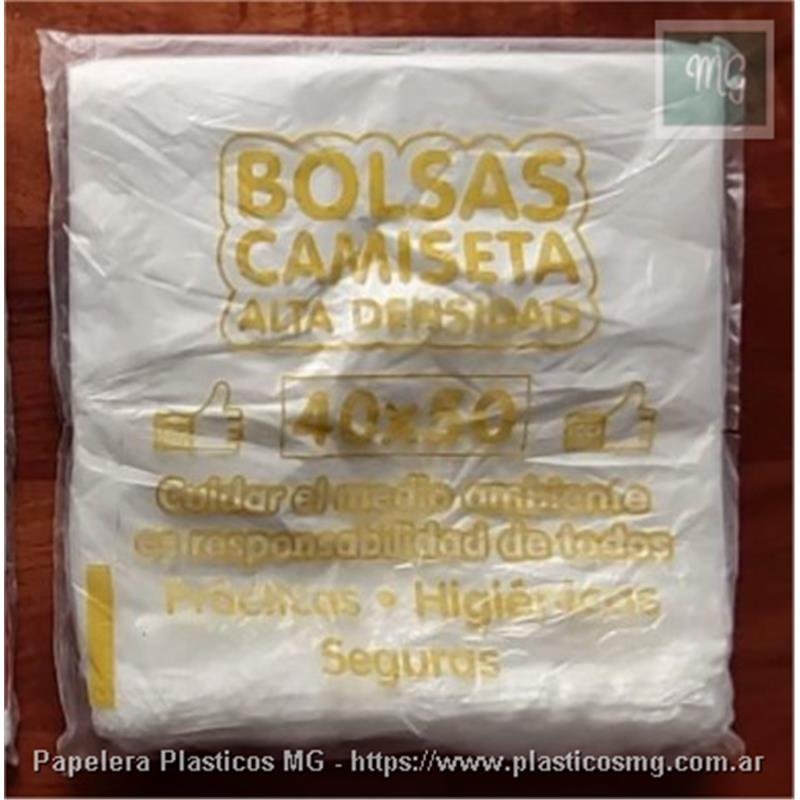 MG
BOLSAS
CAMISETA
ALTA DENSIDAD
40x50
Cuidar el medio ambiente
es responsabilidad de todos
Prácticas • Higiénicas
Seguras
Papelera Plasticos MG - https://www.plasticosmg.com.ar